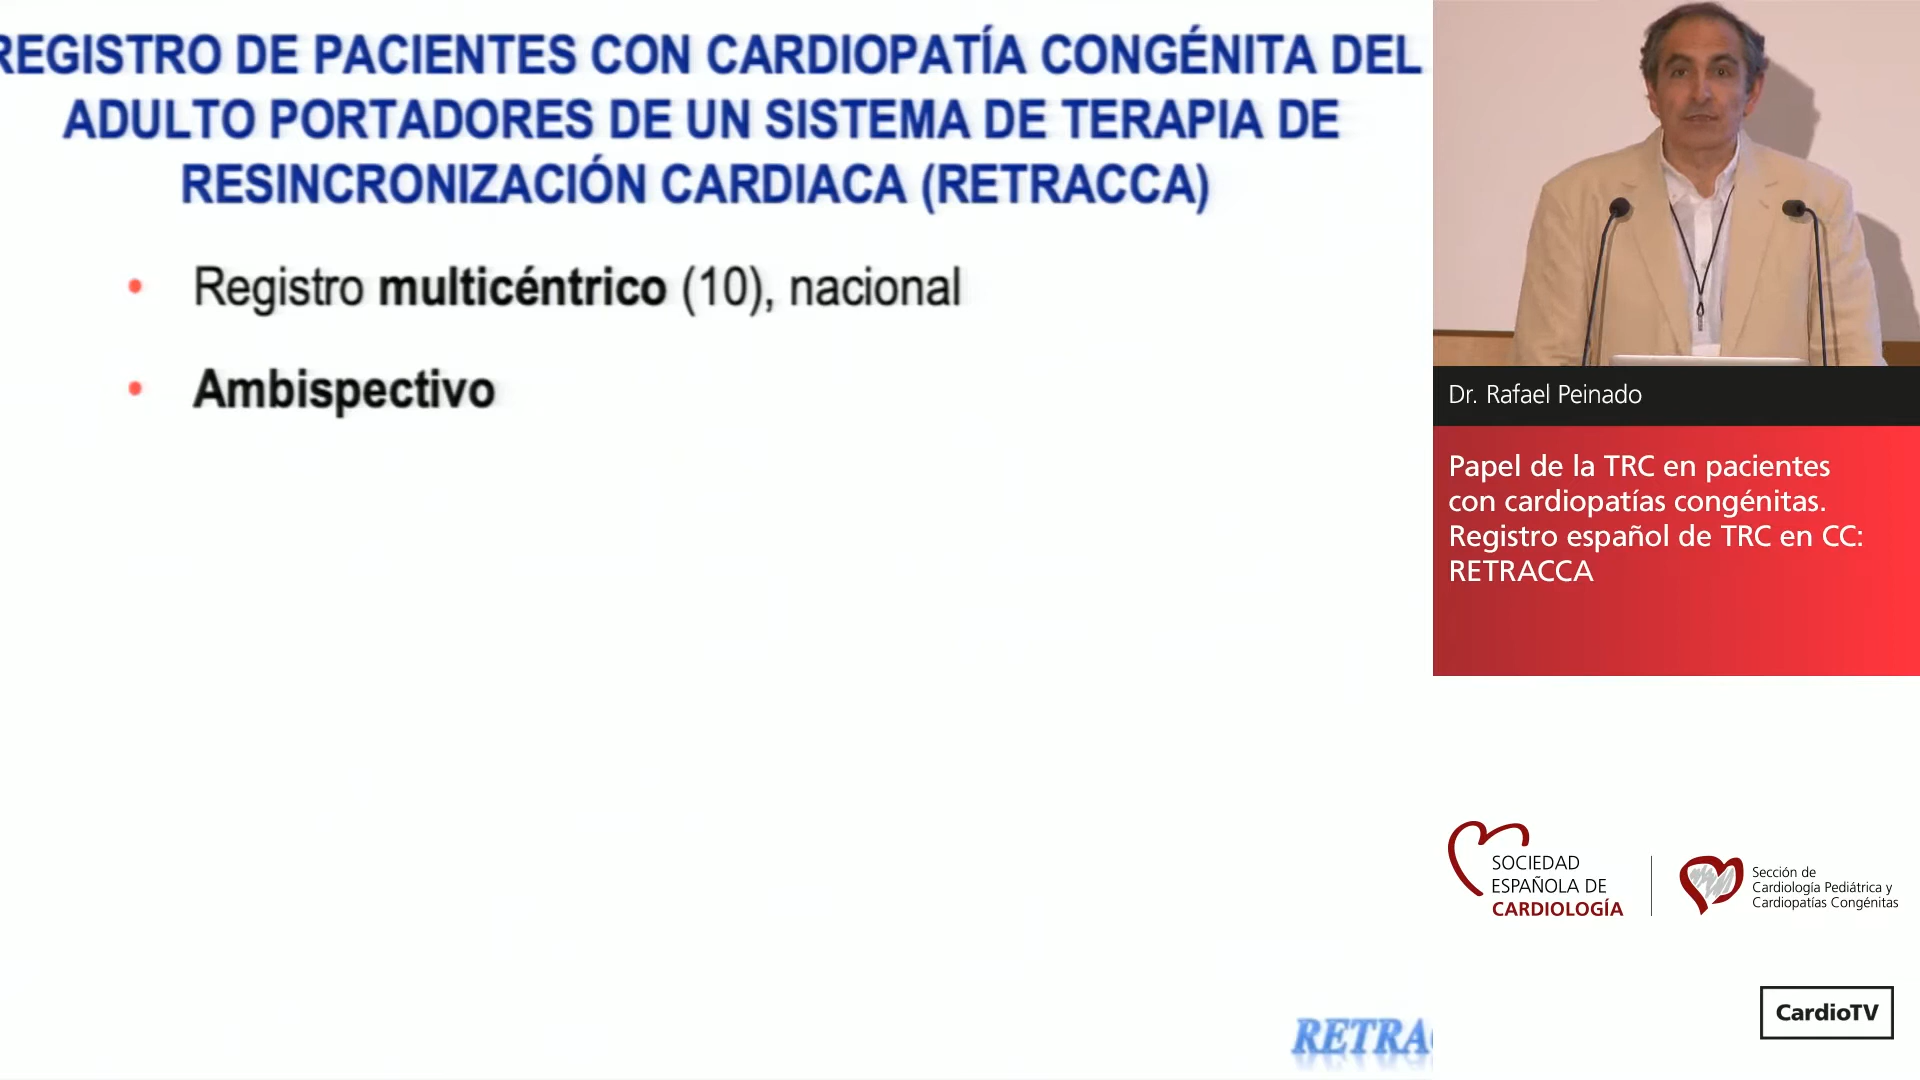 REGISTRO DE PACIENTES CON CARDIOPATÍA CONGÉNITA DEL
ADULTO PORTADORES DE UN SISTEMA DE TERAPIA DE
RESINCRONIZACIÓN CARDIACA (RETRACCA)
• Registro multicéntrico (10), nacional
• Ambispectivo
RETRAC
Dr. Rafael Peinado
Papel de la TRC en pacientes
con cardiopatías congénitas.
Registro español de TRC en CC:
RETRACCA
SOCIEDAD
ESPAÑOLA DE
CARDIOLOGÍA
Sección de
Cardiología Pediátrica y
Cardiopatías Congénitas
CardioTV